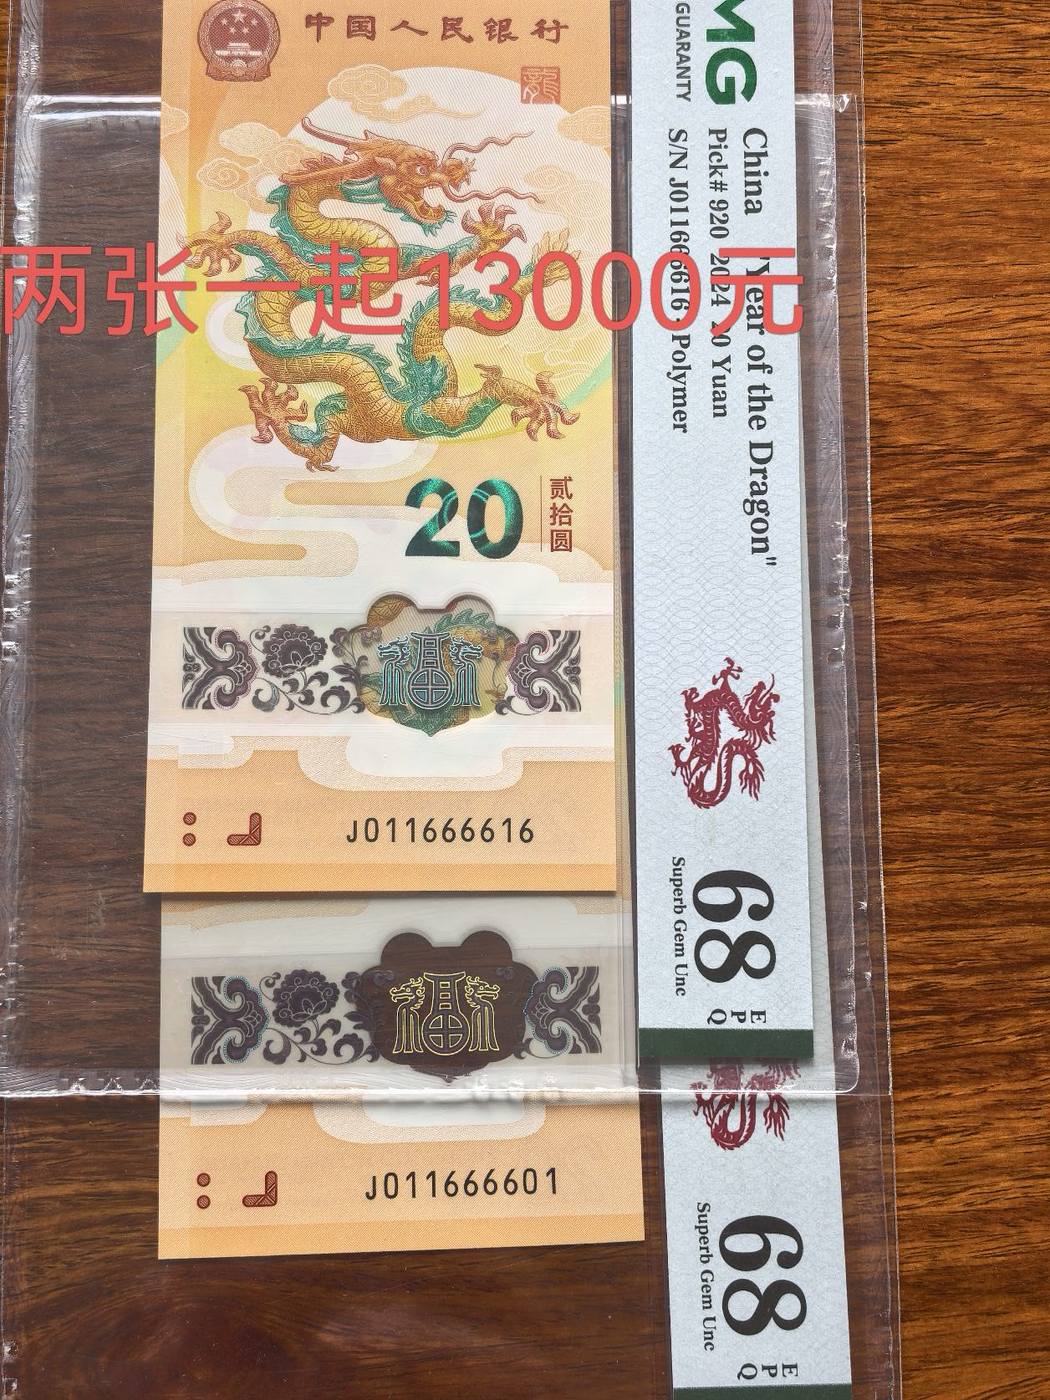 中国人民银行
龍
两张一起13000元
20
贰拾圆
J011666616
J011666601
MG
GUARANTY
China "Year of the Dragon"
Pick# 920 2024 20 Yuan
S/N J011666616 Polymer
68
EPQ
Superb Gem Unc
68
EPQ
Superb Gem Unc